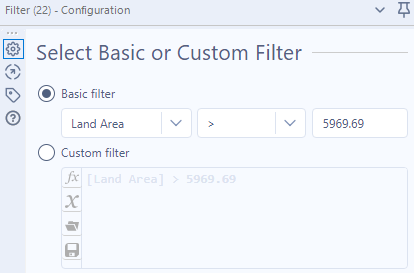 Filter (22) - Configuration
Select Basic or Custom Filter
Basic filter
Land Area > 5969.69
Custom filter
fx [Land Area] > 5969.69
x